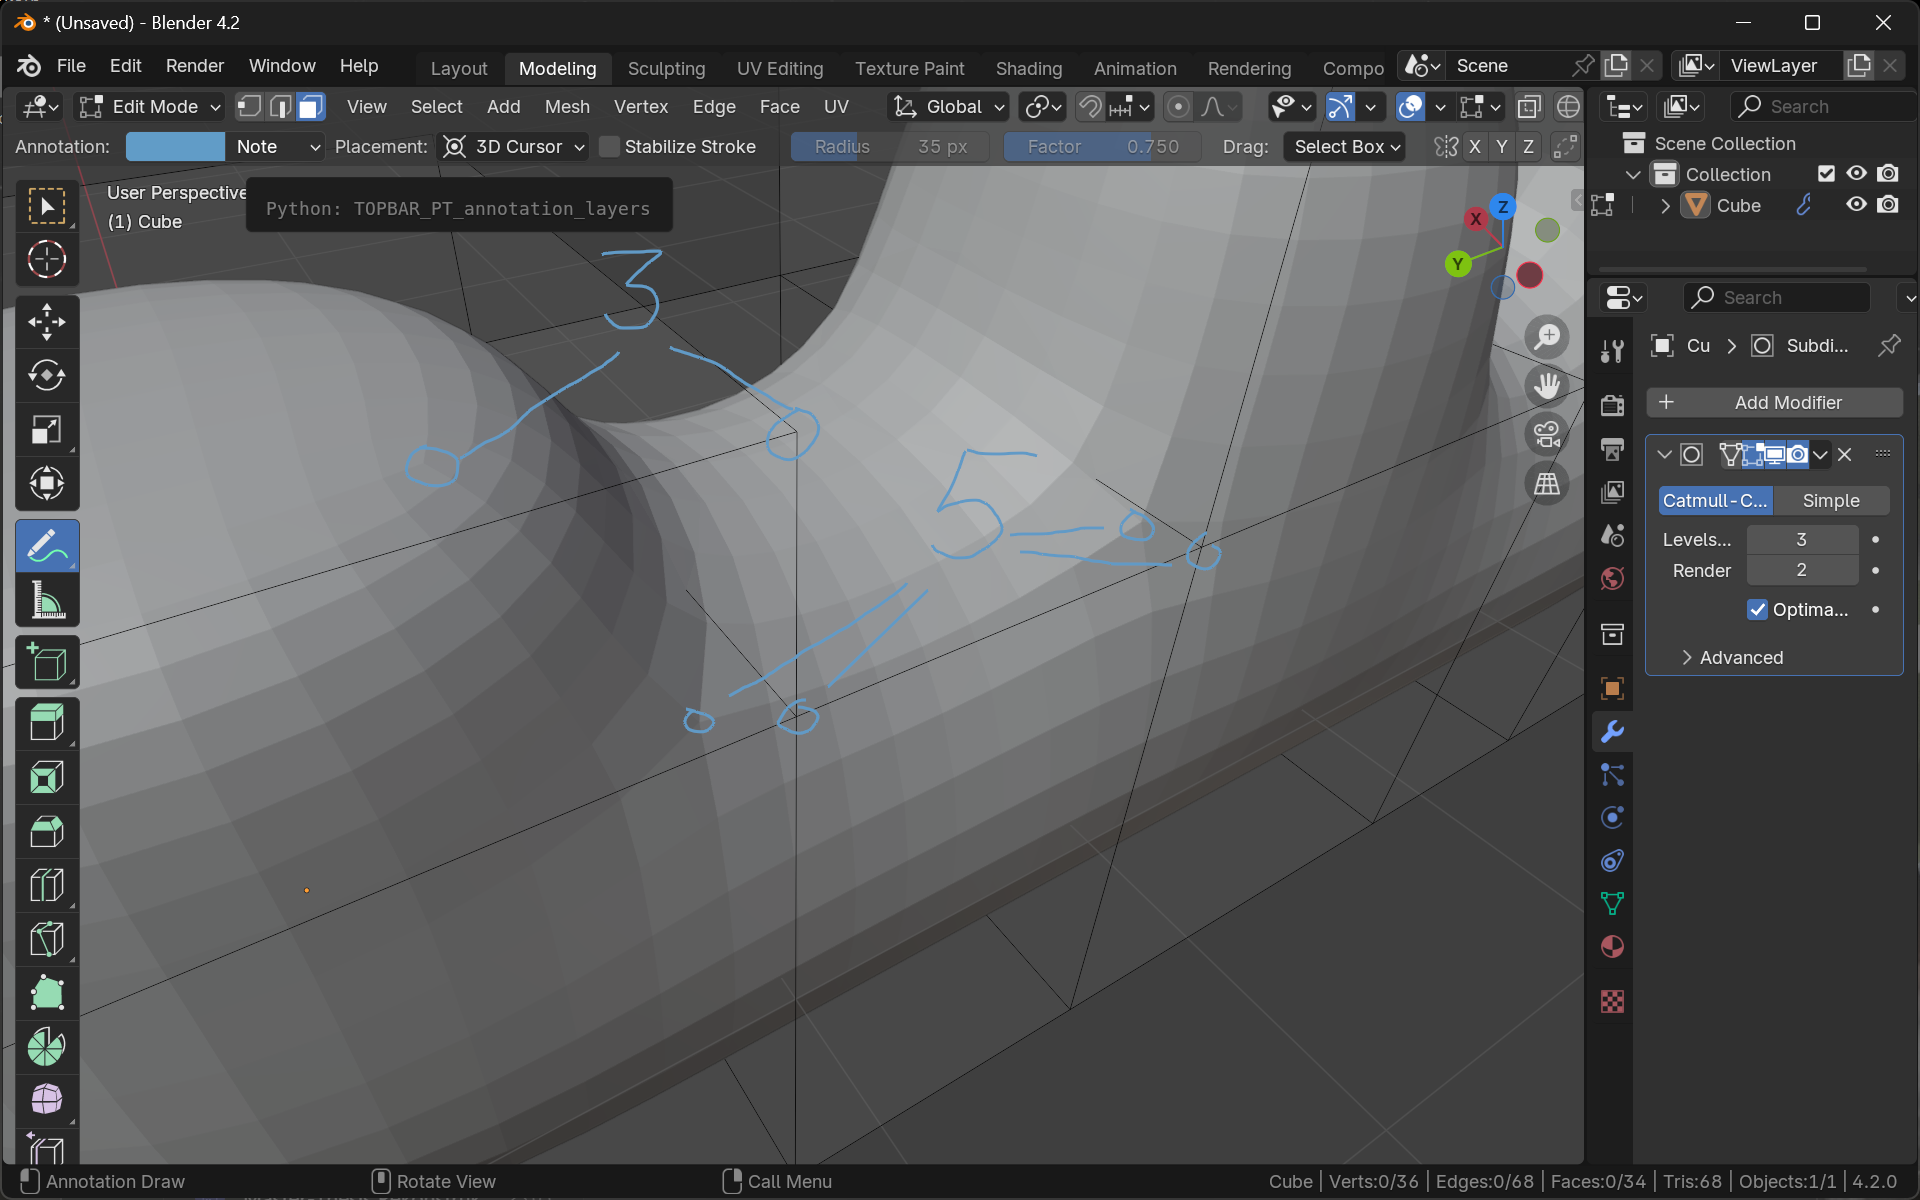 * (Unsaved) - Blender 4.2
File Edit Render Window Help Layout Modeling Sculpting UV Editing Texture Paint Shading Animation Rendering Compo Scene ViewLayer
Edit Mode View Select Add Mesh Vertex Edge Face UV Global Search
Annotation: Note Placement: 3D Cursor Stabilize Stroke Radius 35 px Factor 0.750 Drag: Select Box X Y Z
Scene Collection
Collection
Cube
User Perspective
(1) Cube
Python: TOPBAR_PT_annotation_layers
Z
X
Y
3
5
Search
Cu Subdi...
Add Modifier
Catmull-C... Simple
Levels... 3
Render 2
Optima...
Advanced
Annotation Draw Rotate View Call Menu Cube | Verts:0/36 | Edges:0/68 | Faces:0/34 | Tris:68 | Objects:1/1 | 4.2.0